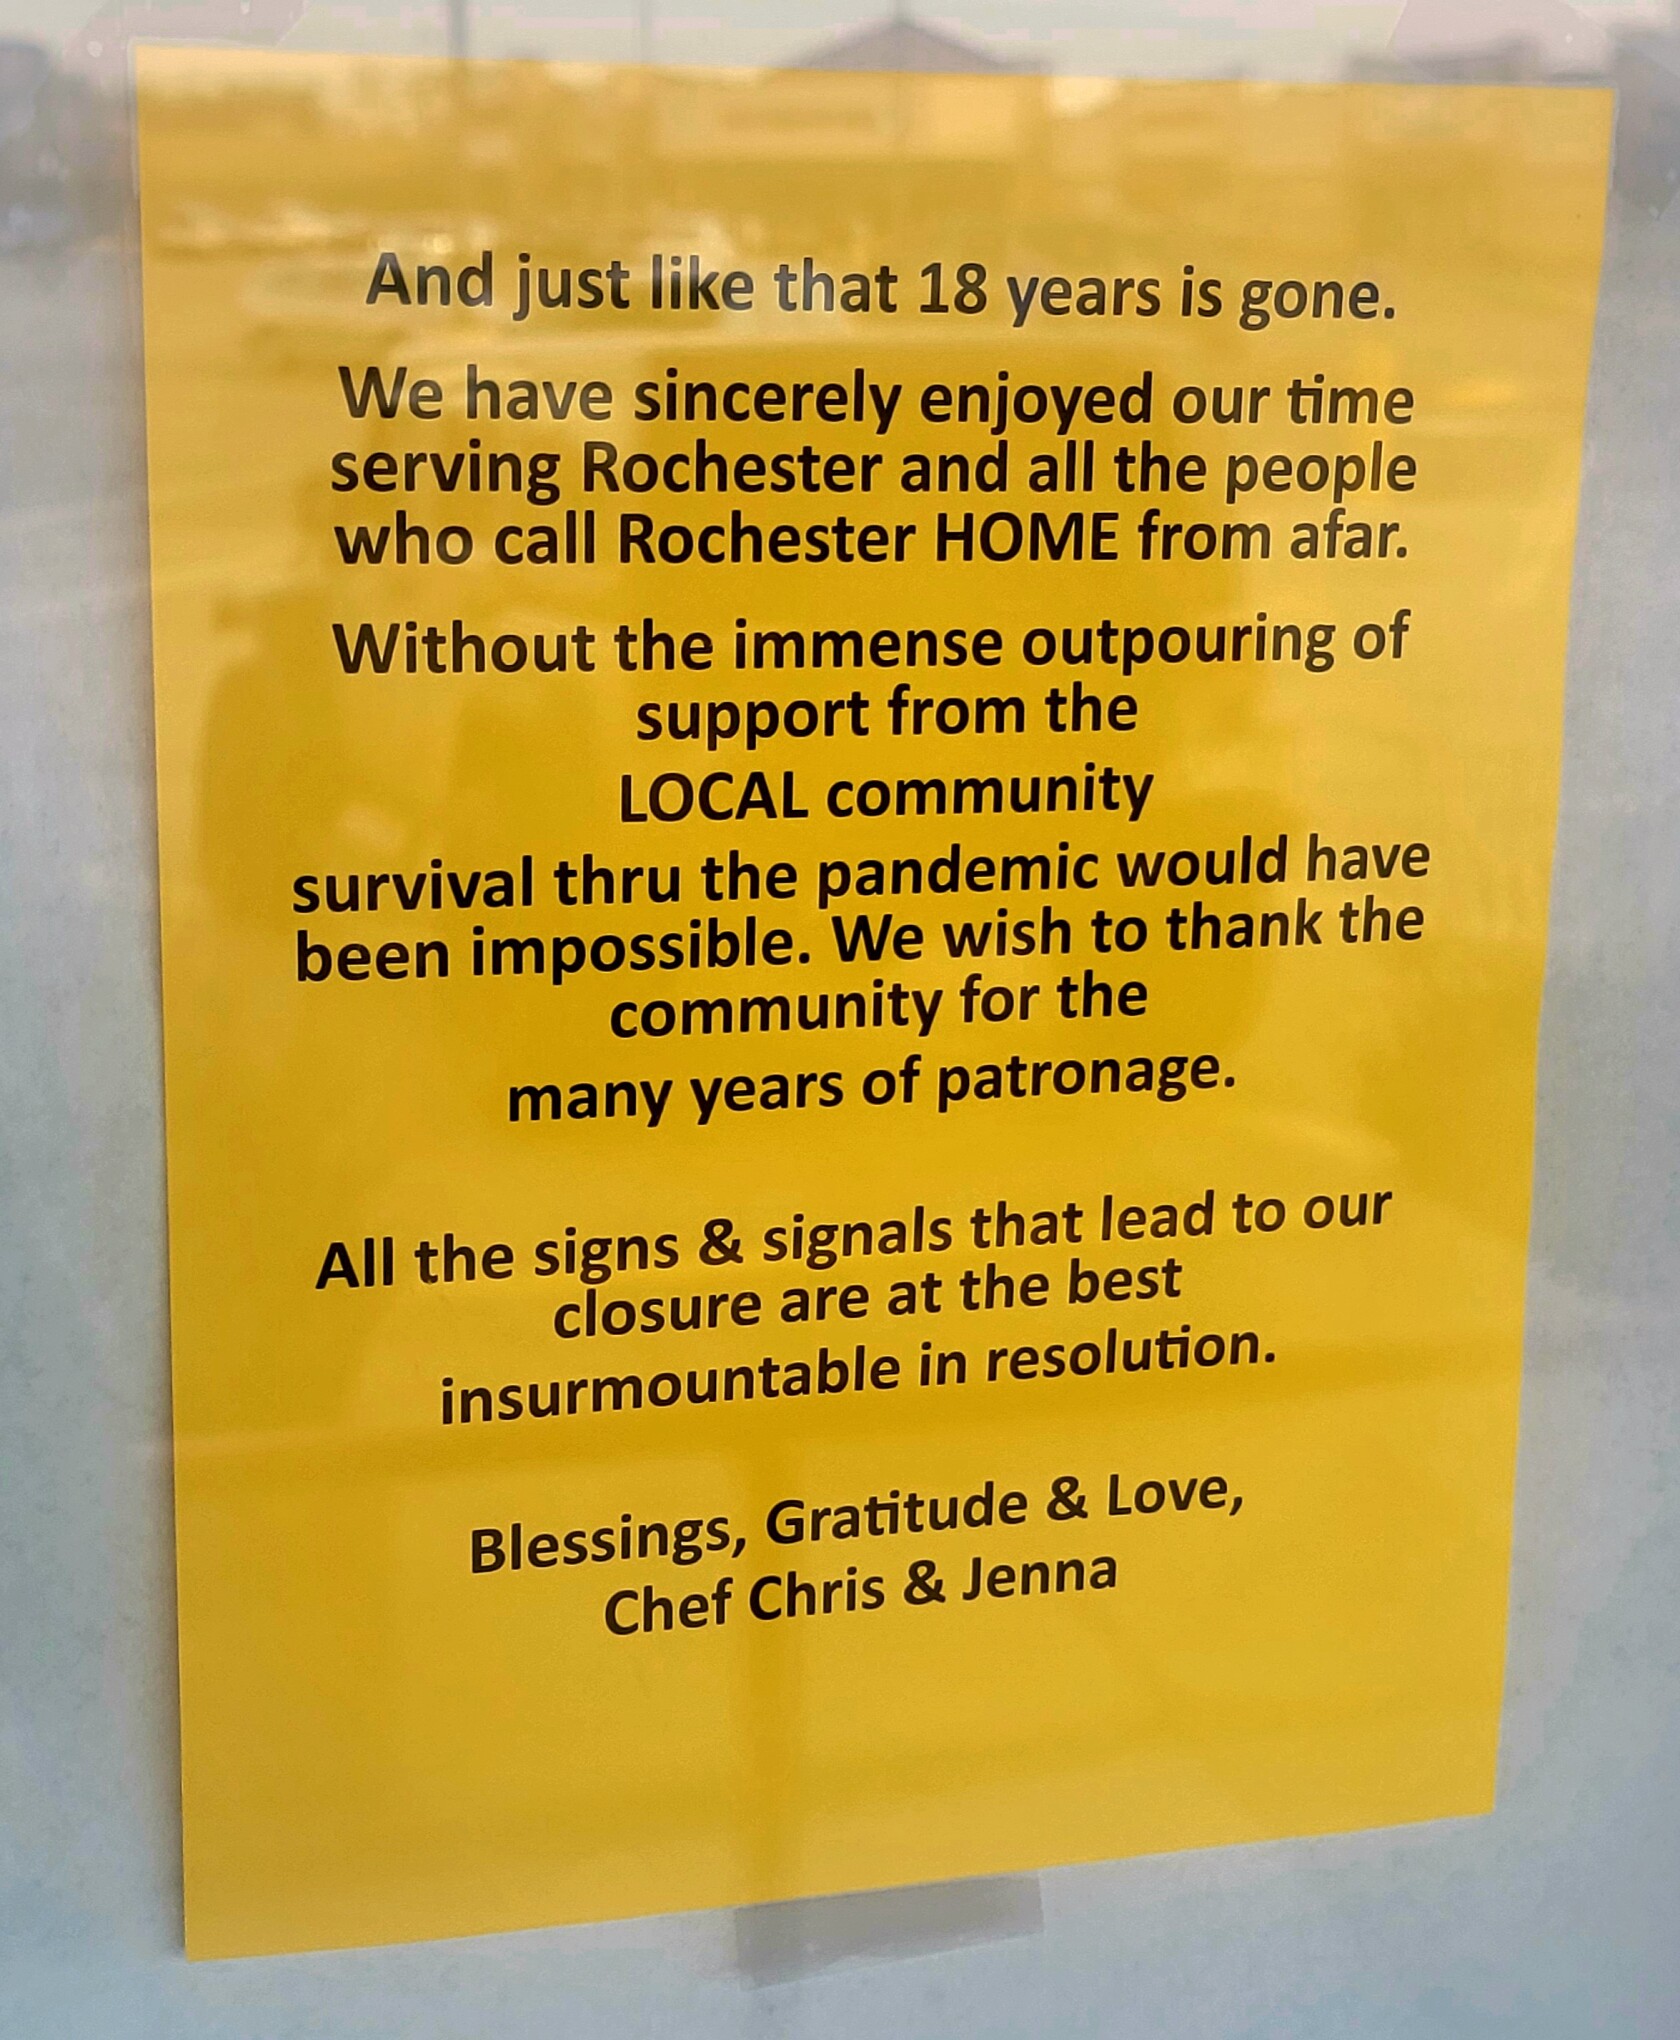 And just like that 18 years is gone.
We have sincerely enjoyed our time
serving Rochester and all the people
who call Rochester HOME from afar.
Without the immense outpouring of
support from the
LOCAL community
survival thru the pandemic would have
been impossible. We wish to thank the
community for the
many years of patronage.
All the signs & signals that lead to our
closure are at the best
insurmountable in resolution.
Blessings, Gratitude & Love,
Chef Chris & Jenna